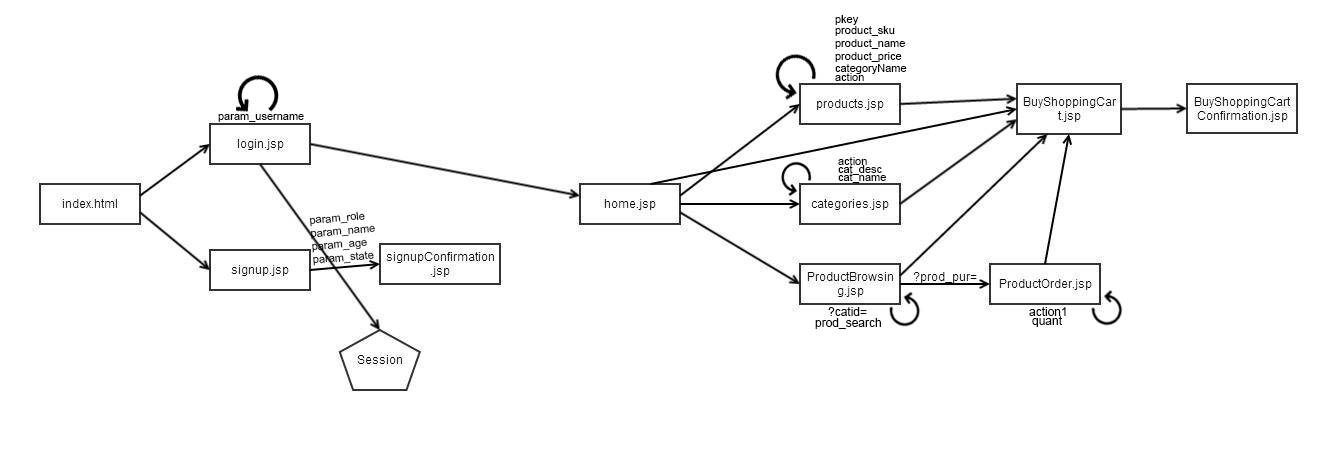 pkey
product_sku
product_name
product_price
categoryName
action
products.jsp
BuyShoppingCar
t.jsp
BuyShoppingCart
Confirmation.jsp
param_username
login.jsp
action
cat_desc
cat_name
index.html
home.jsp
categories.jsp
param_role
param_name
param_age
param_state
signup.jsp
signupConfirmation
.jsp
ProductBrowsin
g.jsp
?prod_pur=
ProductOrder.jsp
?catid=
prod_search
action1
quant
Session